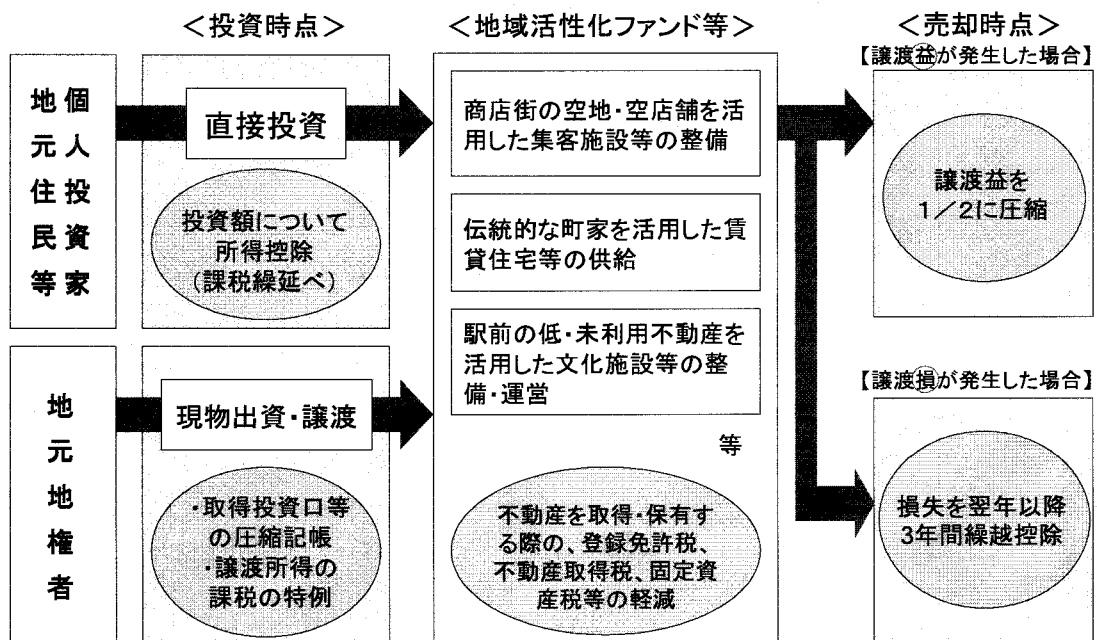 ＜投資時点＞
＜地域活性化ファンド等＞
＜売却時点＞
個人投資家
地元住民等
直接投資
投資額について
所得控除
(課税繰延べ)
地元地権者
現物出資・譲渡
・取得投資口等
の圧縮記帳
・譲渡所得の
課税の特例
商店街の空地・空店舗を活
用した集客施設等の整備
伝統的な町家を活用した賃
貸住宅等の供給
駅前の低・未利用不動産を
活用した文化施設等の整
備・運営
等
不動産を取得・保有す
る際の、登録免許税、
不動産取得税、固定資
産税等の軽減
【譲渡益が発生した場合】
譲渡益を
1／2に圧縮
【譲渡損が発生した場合】
損失を翌年以降
3年間繰越控除